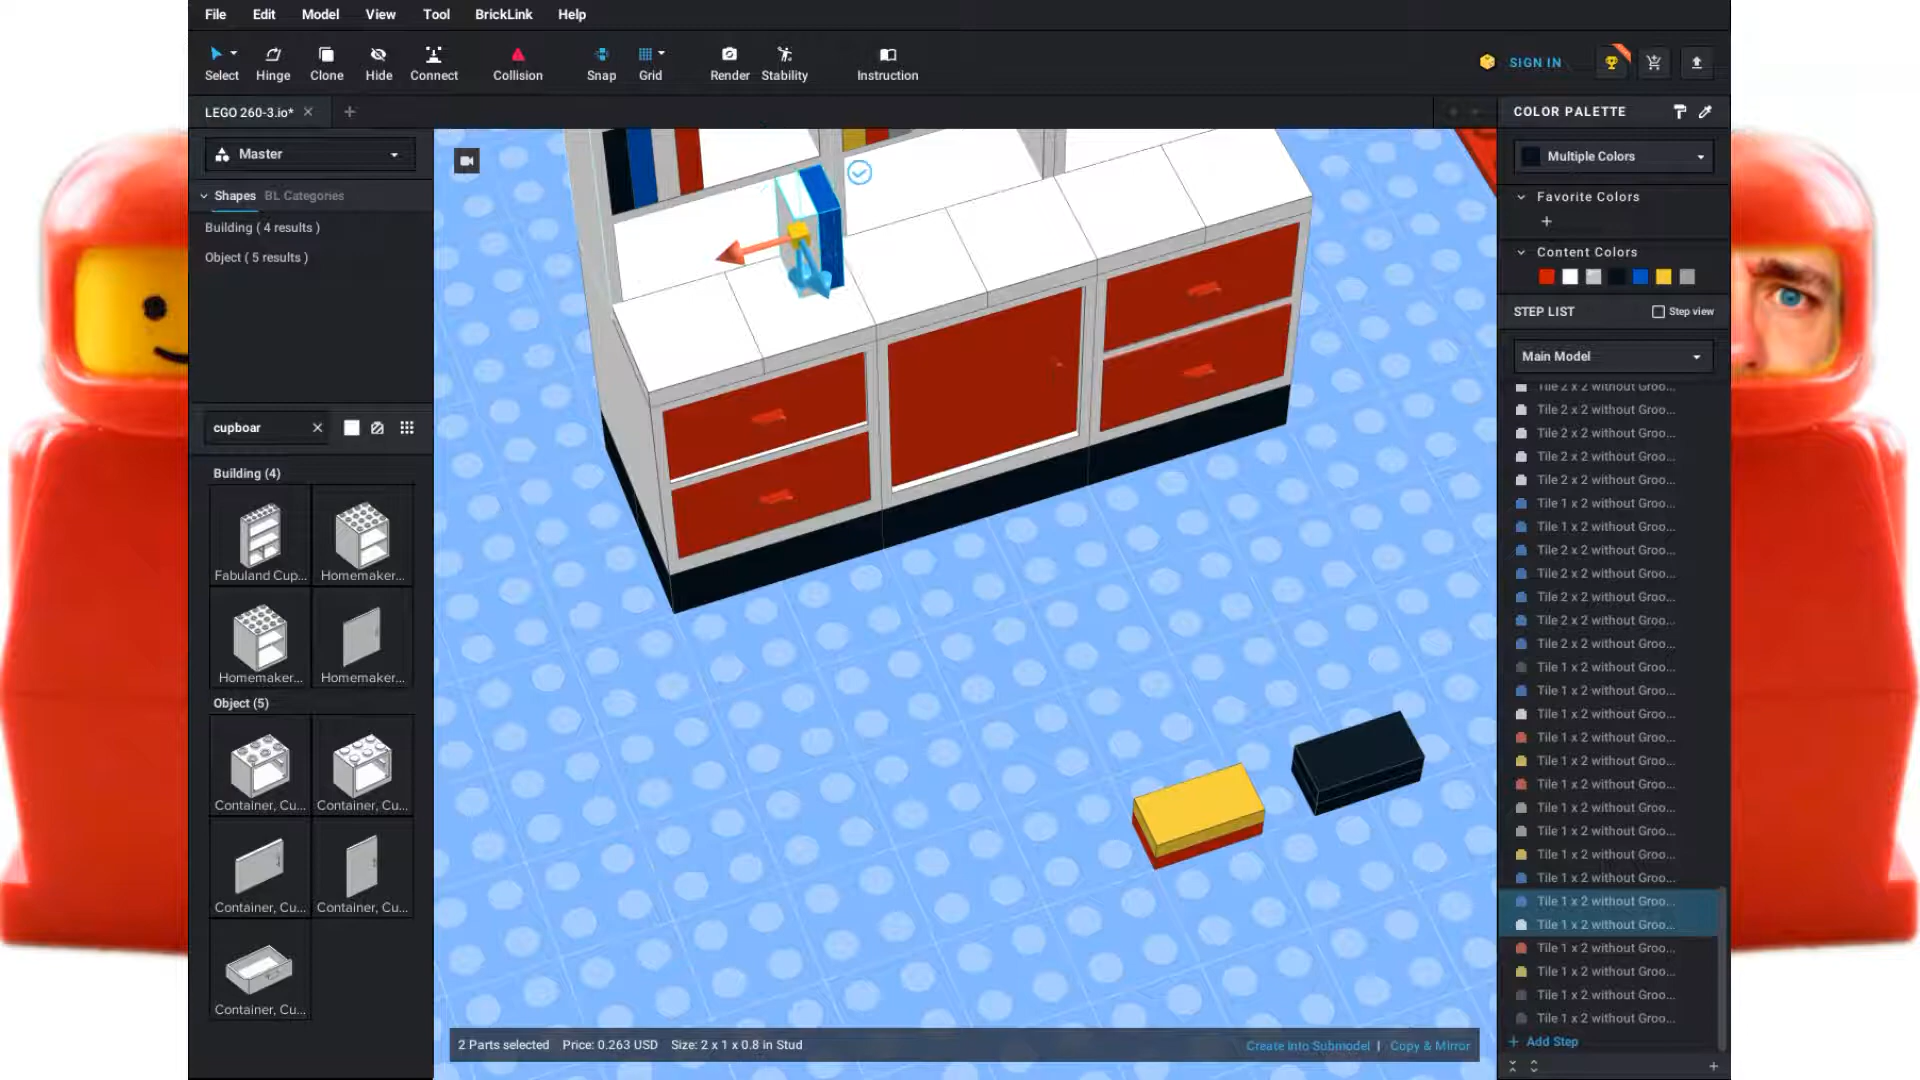 File Edit Model View Tool BrickLink Help
Select Hinge Clone Hide Connect Collision Snap Grid Render Stability Instruction SIGN IN
LEGO 260-3.io*
COLOR PALETTE
Master
Multiple Colors
Shapes BL Categories
Favorite Colors
Building ( 4 results )
Object ( 5 results )
Content Colors
STEP LIST Step view
Main Model
Tile 2 x 2 without Groo...
Tile 2 x 2 without Groo...
cupboar
Tile 2 x 2 without Groo...
Tile 2 x 2 without Groo...
Building (4)
Tile 2 x 2 without Groo...
Tile 1 x 2 without Groo...
Tile 1 x 2 without Groo...
Tile 2 x 2 without Groo...
Fabuland Cup... Homemaker...
Tile 2 x 2 without Groo...
Tile 2 x 2 without Groo...
Tile 2 x 2 without Groo...
Tile 2 x 2 without Groo...
Tile 1 x 2 without Groo...
Homemaker... Homemaker...
Tile 1 x 2 without Groo...
Object (5)
Tile 1 x 2 without Groo...
Tile 1 x 2 without Groo...
Tile 1 x 2 without Groo...
Tile 1 x 2 without Groo...
Container, Cu... Container, Cu...
Tile 1 x 2 without Groo...
Tile 1 x 2 without Groo...
Tile 1 x 2 without Groo...
Tile 1 x 2 without Groo...
Tile 1 x 2 without Groo...
Container, Cu... Container, Cu...
Tile 1 x 2 without Groo...
Tile 1 x 2 without Groo...
Tile 1 x 2 without Groo...
Tile 1 x 2 without Groo...
Container, Cu...
Tile 1 x 2 without Groo...
Add Step
2 Parts selected Price: 0.263 USD Size: 2 x 1 x 0.8 in Stud Create Into Submodel | Copy & Mirror